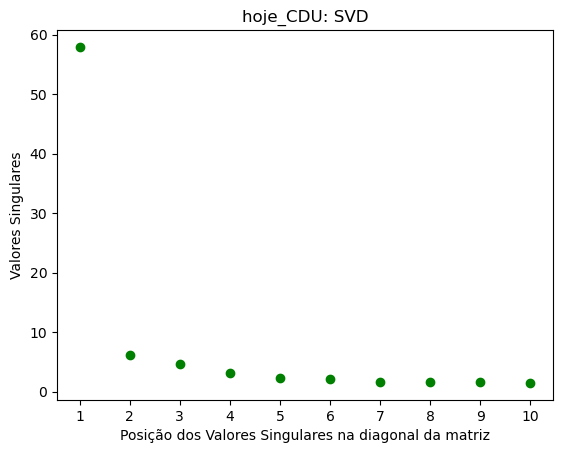 hoje_CDU: SVD
60
50
40
30
20
10
0
Valores Singulares
1 2 3 4 5 6 7 8 9 10
Posição dos Valores Singulares na diagonal da matriz